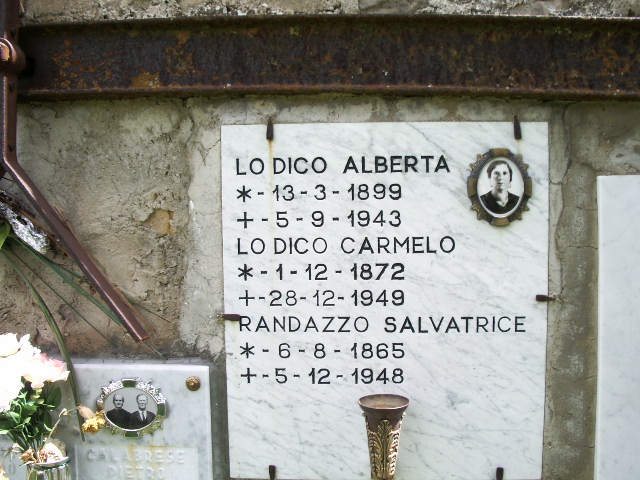 LO DICO ALBERTA
*-13-3-1899
+-5-9-1943
LO DICO CARMELO
*-1-12-1872
+-28-12-1949
RANDAZZO SALVATRICE
*-6-8-1865
+-5-12-1948
CALABRESE
PIETRO